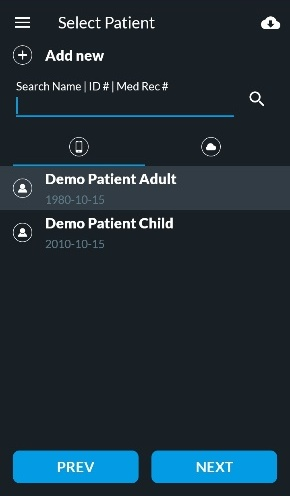 Select Patient
Add new
Search Name | ID # | Med Rec #
Demo Patient Adult
1980-10-15
Demo Patient Child
2010-10-15
PREV
NEXT